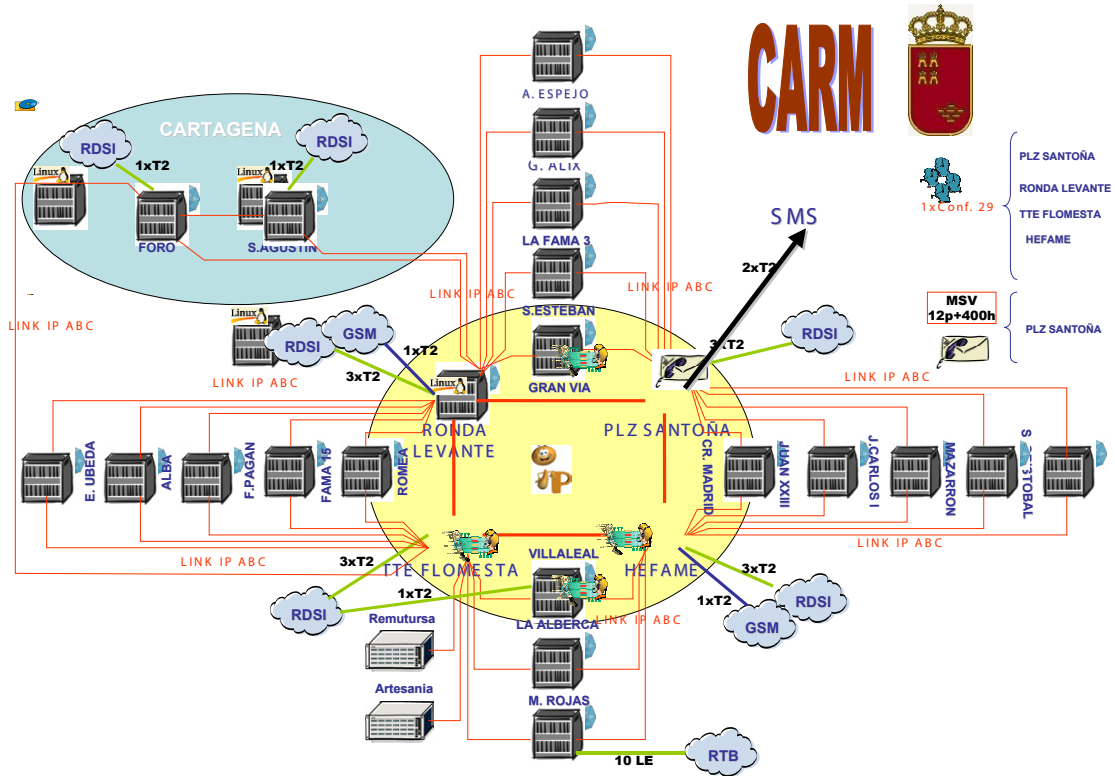 CARM
A. ESPEJO
G. ALIX
LA FAMA 3
S.ESTEBAN
GRAN VIA
CARTAGENA
RDSI
RDSI
1xT2
1xT2
Linux
Linux
FORO
S.AGUSTIN
LINK IP ABC
LINK IP ABC
LINK IP ABC
SMS
2xT2
PLZ SANTOÑA
RONDA LEVANTE
TTE FLOMESTA
HEFAME
1xConf. 29
MSV
12p+400h
PLZ SANTOÑA
Linux
RDSI
GSM
1xT2
3xT2
LINK IP ABC
3xT2
RDSI
LINK IP ABC
Linux
RONDA
LEVANTE
PLZ SANTOÑA
E. UBEDA
ALBA
F.PAGAN
FAMA 15
ROMEA
CR. MADRID
JUAN XXIII
J.CARLOS I
MAZARRON
LINK IP ABC
LINK IP ABC
3xT2
TTE FLOMESTA
VILLALEAL
HEFAME
3xT2
1xT2
1xT2
RDSI
RDSI
GSM
LA ALBERCA
LINK IP ABC
Remutursa
Artesania
M. ROJAS
10 LE
RTB